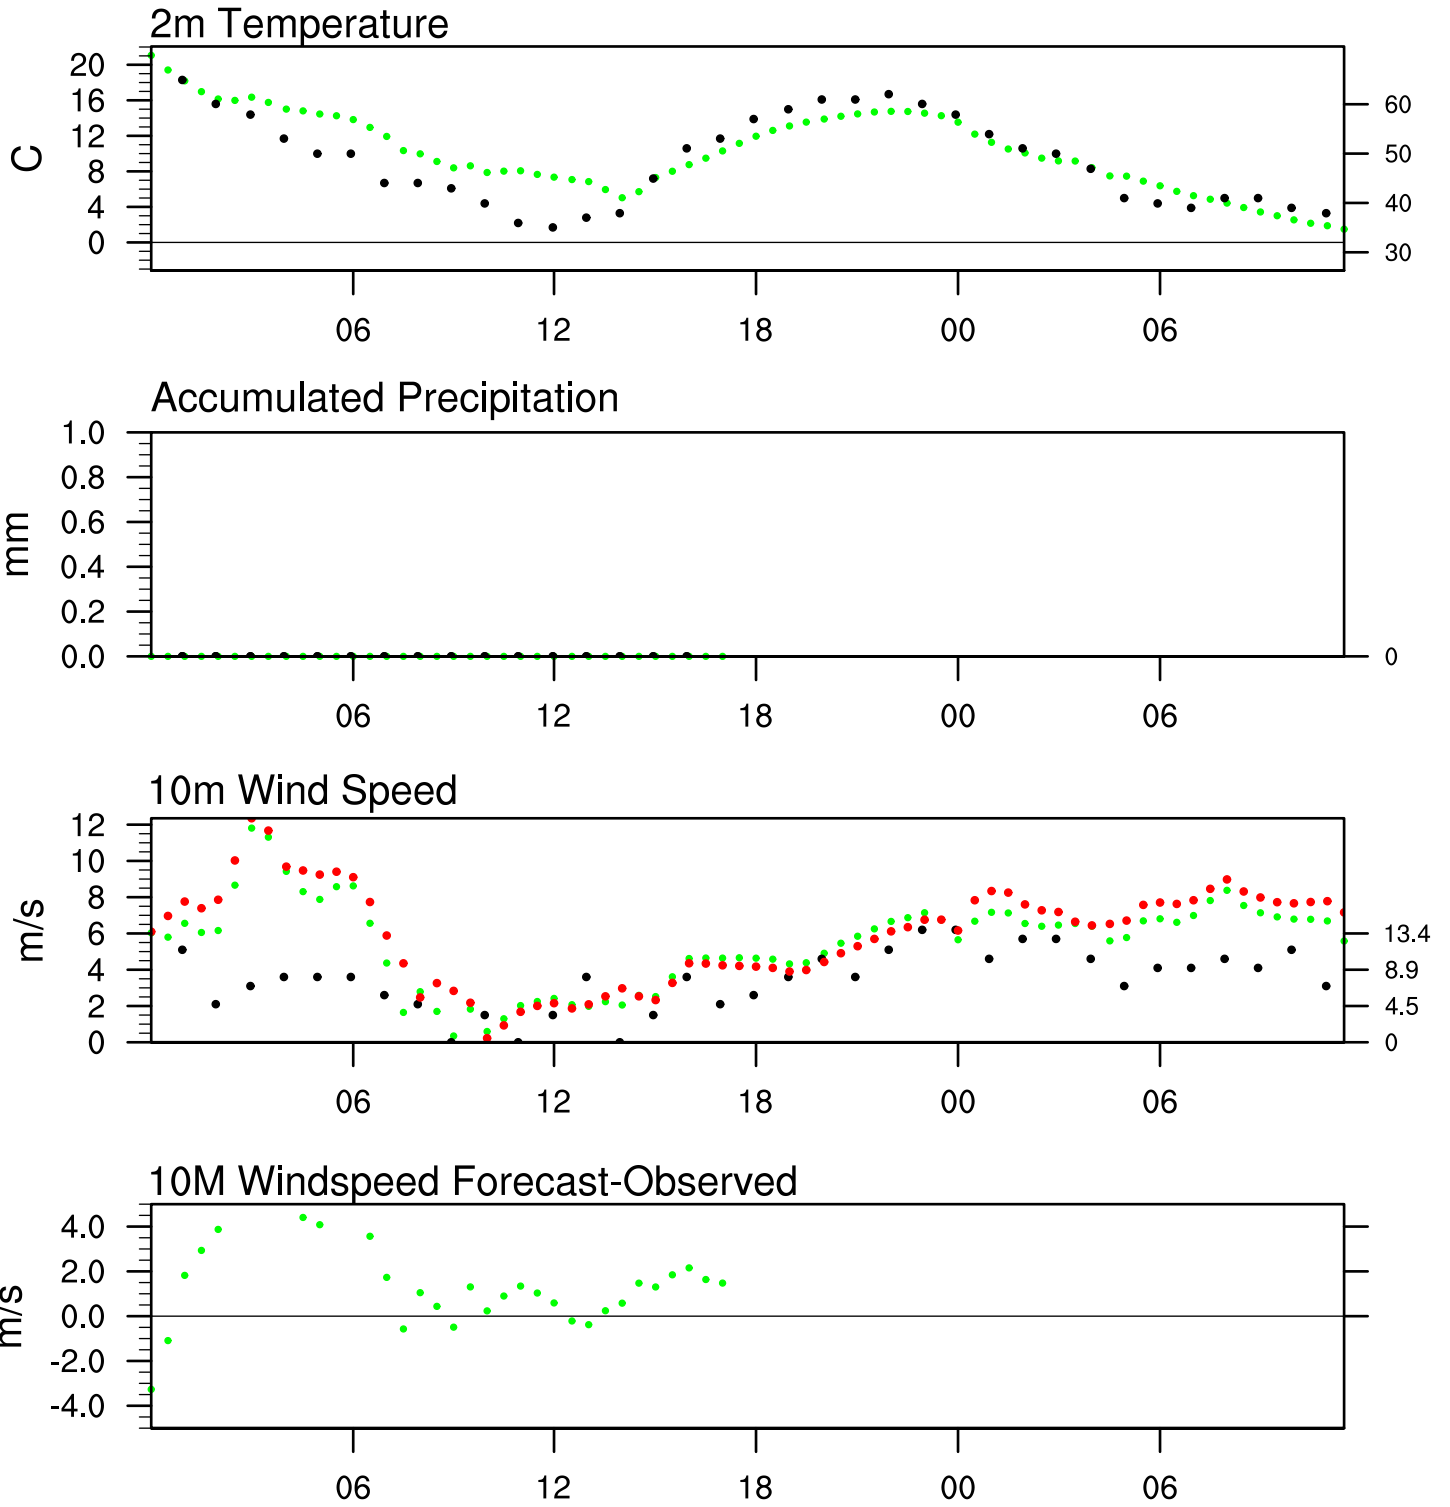 2m Temperature
20
16
12
8
4
0
C
60
50
40
30
06 12 18 00 06
Accumulated Precipitation
1.0
0.8
0.6
0.4
0.2
0.0
mm
0
06 12 18 00 06
10m Wind Speed
12
10
8
6
4
2
0
m/s
13.4
8.9
4.5
0
06 12 18 00 06
10M Windspeed Forecast-Observed
4.0
2.0
0.0
-2.0
-4.0
m/s
06 12 18 00 06